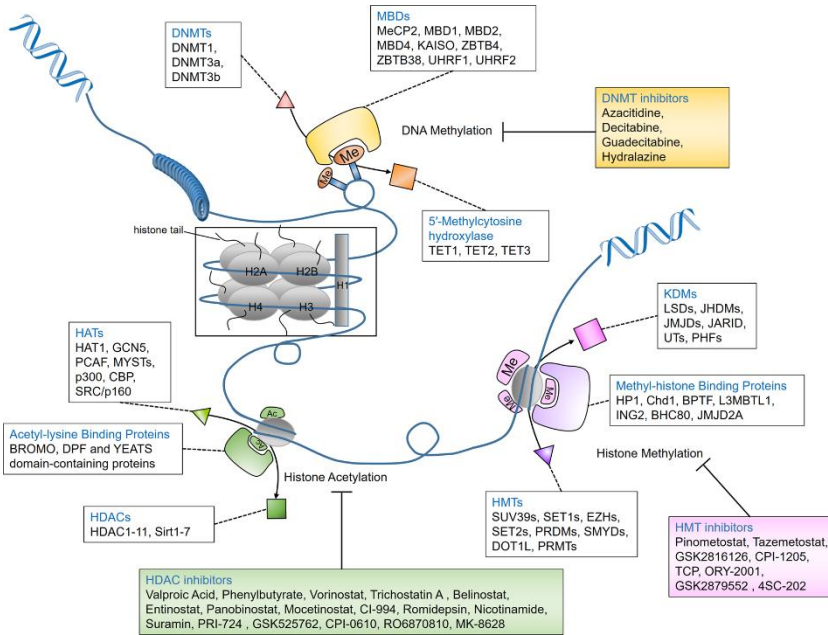 DNMTs
DNMT1,
DNMT3a,
DNMT3b
MBDs
MeCP2, MBD1, MBD2,
MBD4, KAISO, ZBTB4,
ZBTB38, UHRF1, UHRF2
DNA Methylation
DNMT inhibitors
Azacitidine,
Decitabine,
Guadecitabine,
Hydralazine
Me
Me
5′-Methylcytosine
hydroxylase
TET1, TET2, TET3
histone tail
H2A
H2B
H1
H4
H3
KDMs
LSDs, JHDMs,
JMJDs, JARID,
UTs, PHFs
HATs
HAT1, GCN5,
PCAF, MYSTs,
p300, CBP,
SRC/p160
Me
Me
Me
Methyl-histone Binding Proteins
HP1, Chd1, BPTF, L3MBTL1,
ING2, BHC80, JMJD2A
Ac
Ac
Acetyl-lysine Binding Proteins
BROMO, DPF and YEATS
domain-containing proteins
Histone Acetylation
Histone Methylation
HDACs
HDAC1-11, Sirt1-7
HMTs
SUV39s, SET1s, EZHs,
SET2s, PRDMs, SMYDs,
DOT1L, PRMTs
HMT inhibitors
Pinometostat, Tazemetostat,
GSK2816126, CPI-1205,
TCP, ORY-2001,
GSK2879552 , 4SC-202
HDAC inhibitors
Valproic Acid, Phenylbutyrate, Vorinostat, Trichostatin A , Belinostat,
Entinostat, Panobinostat, Mocetinostat, CI-994, Romidepsin, Nicotinamide,
Suramin, PRI-724 , GSK525762, CPI-0610, RO6870810, MK-8628